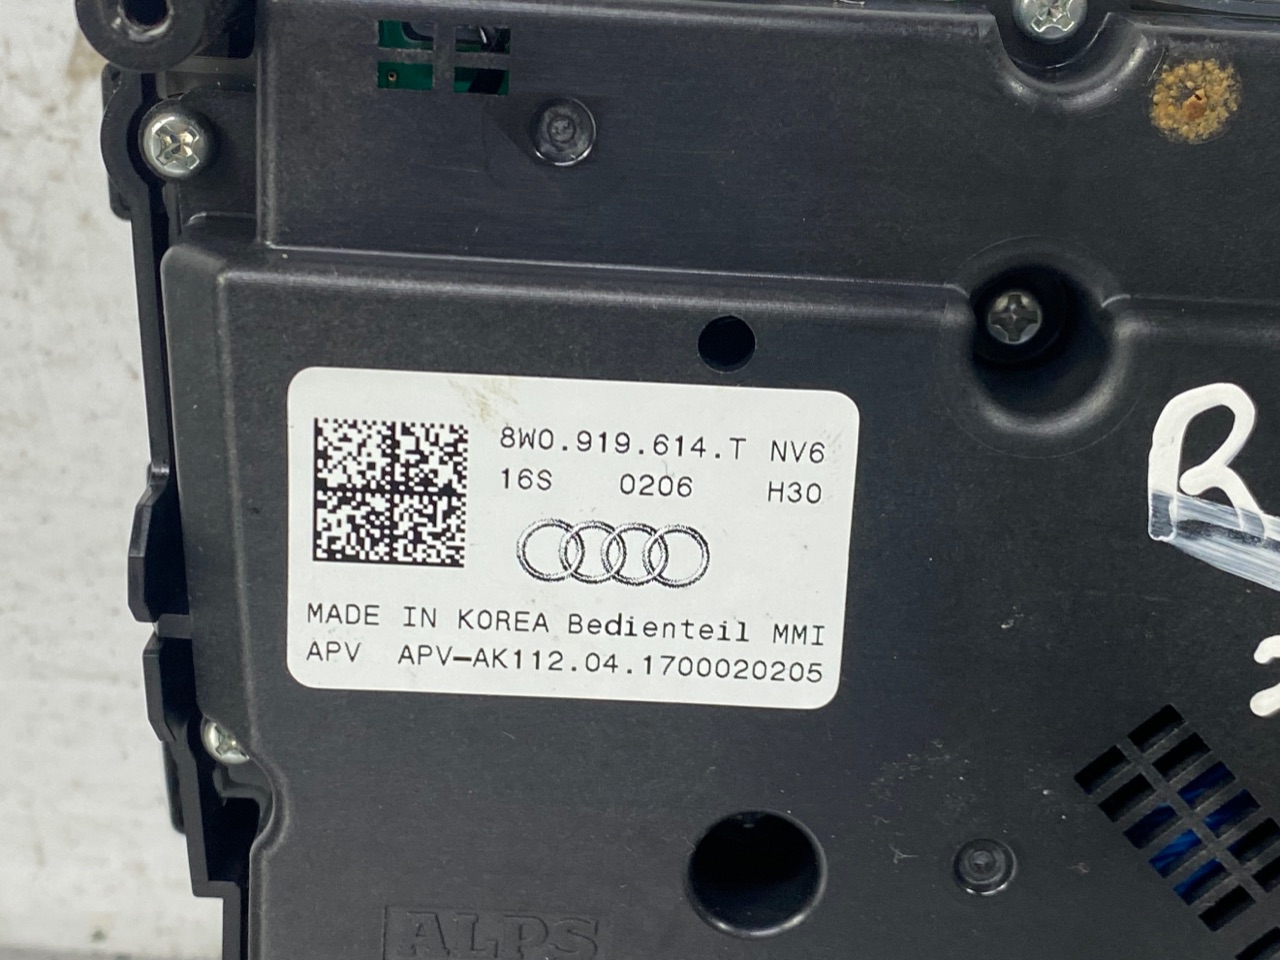 8W0.919.614.T NV6
16S 0206 H30
MADE IN KOREA Bedienteil MMI
APV APV-AK112.04.1700020205
ALPS
R